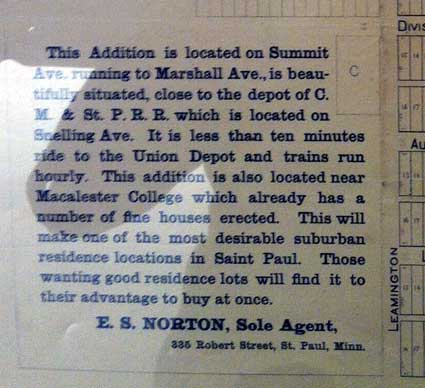 This Addition is located on Summit
Ave. running to Marshall Ave., is beau-
tifully situated, close to the depot of C.
M. & St. P. R. R. which is located on
Snelling Ave. It is less than ten minutes
ride to the Union Depot and trains run
hourly. This addition is also located near
Macalester College which already has a
number of fine houses erected. This will
make one of the most desirable suburban
residence locations in Saint Paul. Those
wanting good residence lots will find it to
their advantage to buy at once.
E. S. NORTON, Sole Agent,
335 Robert Street, St. Paul, Minn.
C
LEAMINGTON